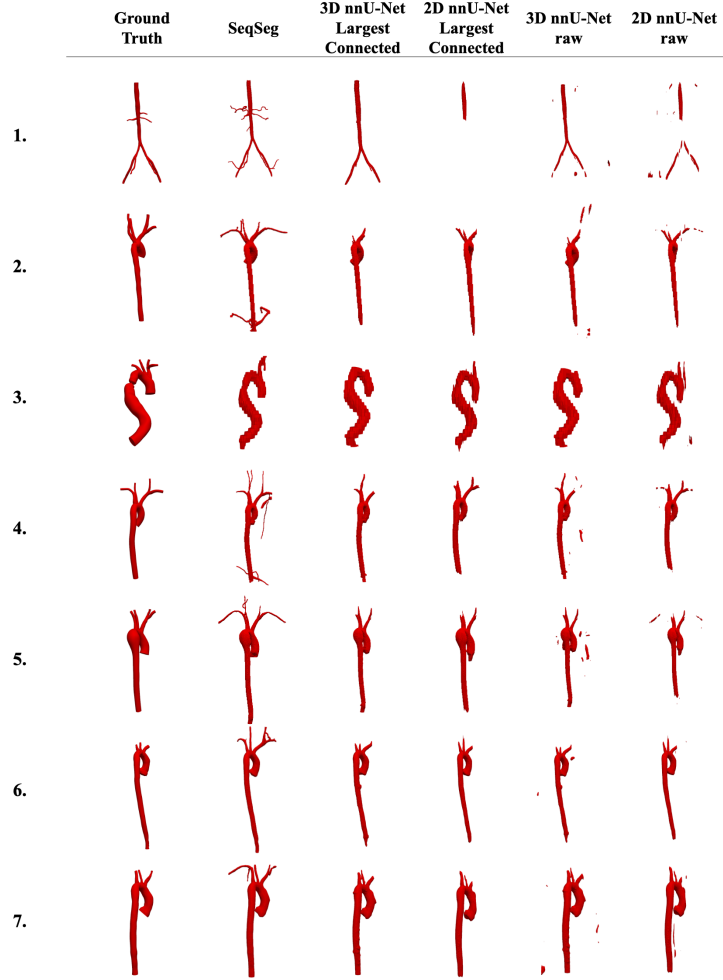 Ground Truth
SeqSeg
3D nnU-Net Largest Connected
2D nnU-Net Largest Connected
3D nnU-Net raw
2D nnU-Net raw
1.
2.
3.
4.
5.
6.
7.